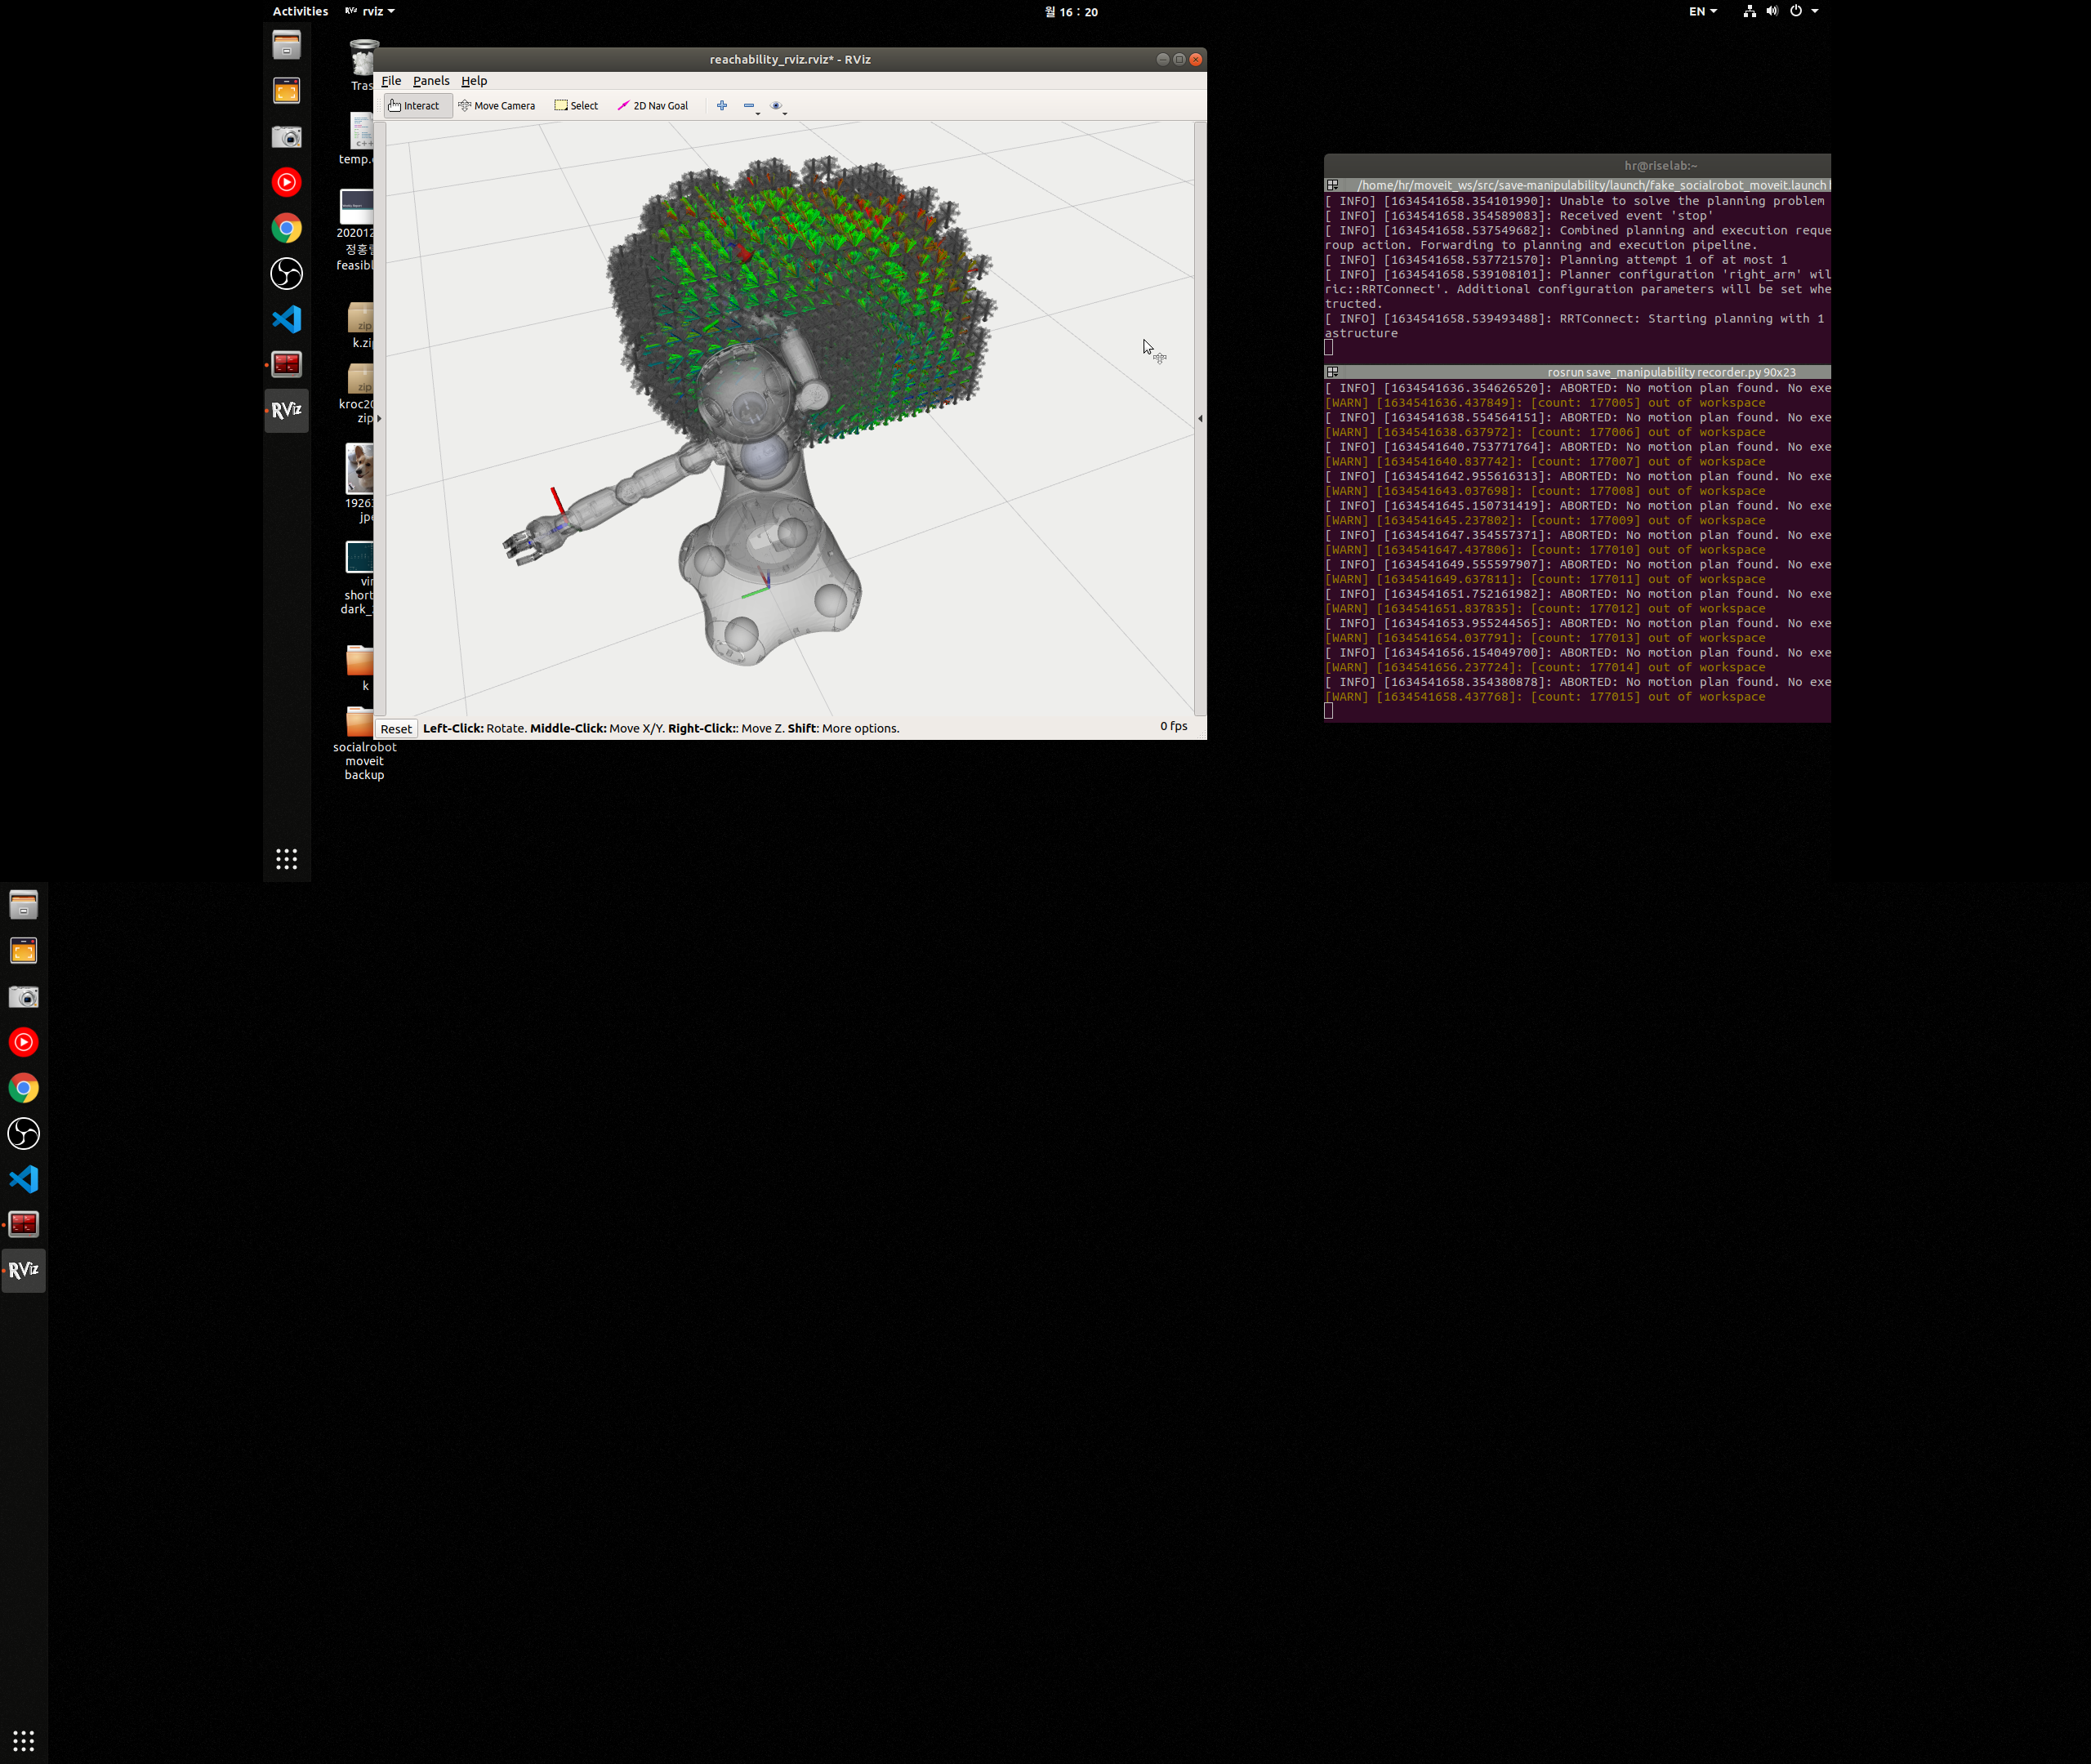 Activities
rviz
월 16 : 20
EN
Tras
temp.
C++
202012
정홍
feasibl
zip
k.zip
kroc20
zip
zip
1926
jpe
vi
short
dark_
k
socialrobot
moveit
backup
RViz
reachability_rviz.rviz* - RViz
File Panels Help
Interact Move Camera Select 2D Nav Goal
Reset Left-Click: Rotate. Middle-Click: Move X/Y. Right-Click:: Move Z. Shift: More options. 0 fps
hr@riselab:~
/home/hr/moveit_ws/src/save-manipulability/launch/fake_socialrobot_moveit.launch
[ INFO] [1634541658.354101990]: Unable to solve the planning problem
[ INFO] [1634541658.354589083]: Received event 'stop'
[ INFO] [1634541658.537549682]: Combined planning and execution reque
roup action. Forwarding to planning and execution pipeline.
[ INFO] [1634541658.537721570]: Planning attempt 1 of at most 1
[ INFO] [1634541658.539108101]: Planner configuration 'right_arm' wil
ric::RRTConnect'. Additional configuration parameters will be set whe
tructed.
[ INFO] [1634541658.539493488]: RRTConnect: Starting planning with 1
astructure
rosrun save_manipulability recorder.py 90x23
[ INFO] [1634541636.354626520]: ABORTED: No motion plan found. No exe
[WARN] [1634541636.437849]: [count: 177005] out of workspace
[ INFO] [1634541638.554564151]: ABORTED: No motion plan found. No exe
[WARN] [1634541638.637972]: [count: 177006] out of workspace
[ INFO] [1634541640.753771764]: ABORTED: No motion plan found. No exe
[WARN] [1634541640.837742]: [count: 177007] out of workspace
[ INFO] [1634541642.955616313]: ABORTED: No motion plan found. No exe
[WARN] [1634541643.037698]: [count: 177008] out of workspace
[ INFO] [1634541645.150731419]: ABORTED: No motion plan found. No exe
[WARN] [1634541645.237802]: [count: 177009] out of workspace
[ INFO] [1634541647.354557371]: ABORTED: No motion plan found. No exe
[WARN] [1634541647.437806]: [count: 177010] out of workspace
[ INFO] [1634541649.555597907]: ABORTED: No motion plan found. No exe
[WARN] [1634541649.637811]: [count: 177011] out of workspace
[ INFO] [1634541651.752161982]: ABORTED: No motion plan found. No exe
[WARN] [1634541651.837835]: [count: 177012] out of workspace
[ INFO] [1634541653.955244565]: ABORTED: No motion plan found. No exe
[WARN] [1634541654.037791]: [count: 177013] out of workspace
[ INFO] [1634541656.154049700]: ABORTED: No motion plan found. No exe
[WARN] [1634541656.237724]: [count: 177014] out of workspace
[ INFO] [1634541658.354380878]: ABORTED: No motion plan found. No exe
[WARN] [1634541658.437768]: [count: 177015] out of workspace
RViz